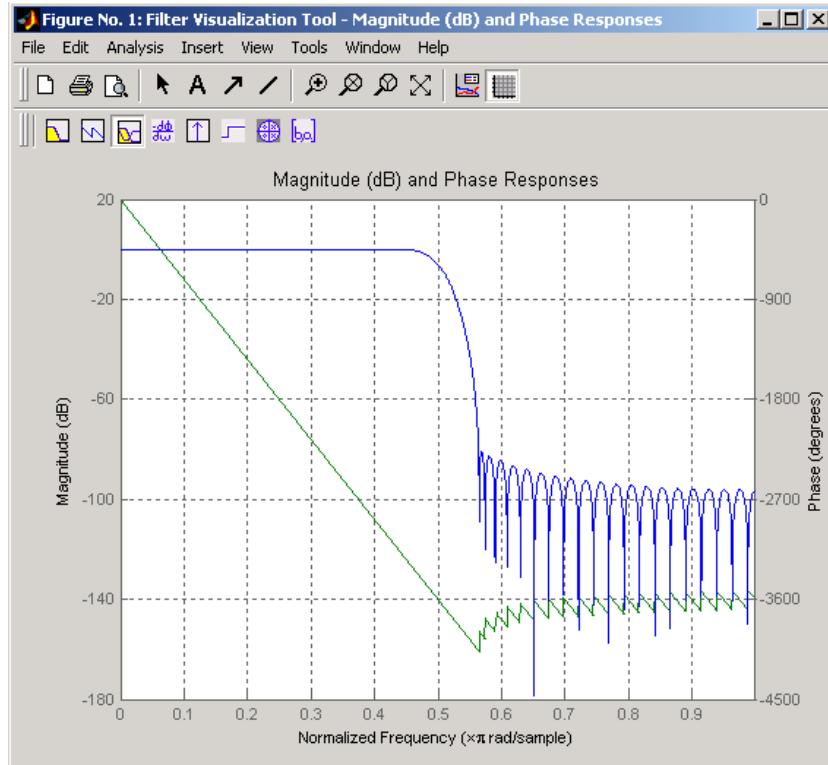 Figure No. 1: Filter Visualization Tool - Magnitude (dB) and Phase Responses
File Edit Analysis Insert View Tools Window Help
A
[b,a]
Magnitude (dB) and Phase Responses
20
0
-20
-900
-60
-1800
-100
-2700
-140
-3600
-180
-4500
Magnitude (dB)
Phase (degrees)
0 0.1 0.2 0.3 0.4 0.5 0.6 0.7 0.8 0.9
Normalized Frequency (×π rad/sample)